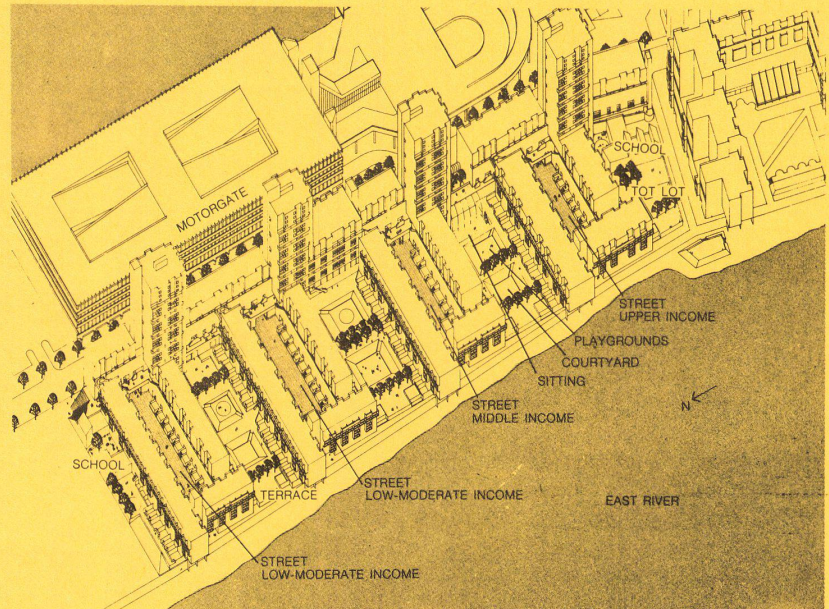 MOTORGATE
SCHOOL
TOT LOT
STREET
UPPER INCOME
PLAYGROUNDS
COURTYARD
SITTING
N
STREET
MIDDLE INCOME
SCHOOL
TERRACE
STREET
LOW-MODERATE INCOME
EAST RIVER
STREET
LOW-MODERATE INCOME